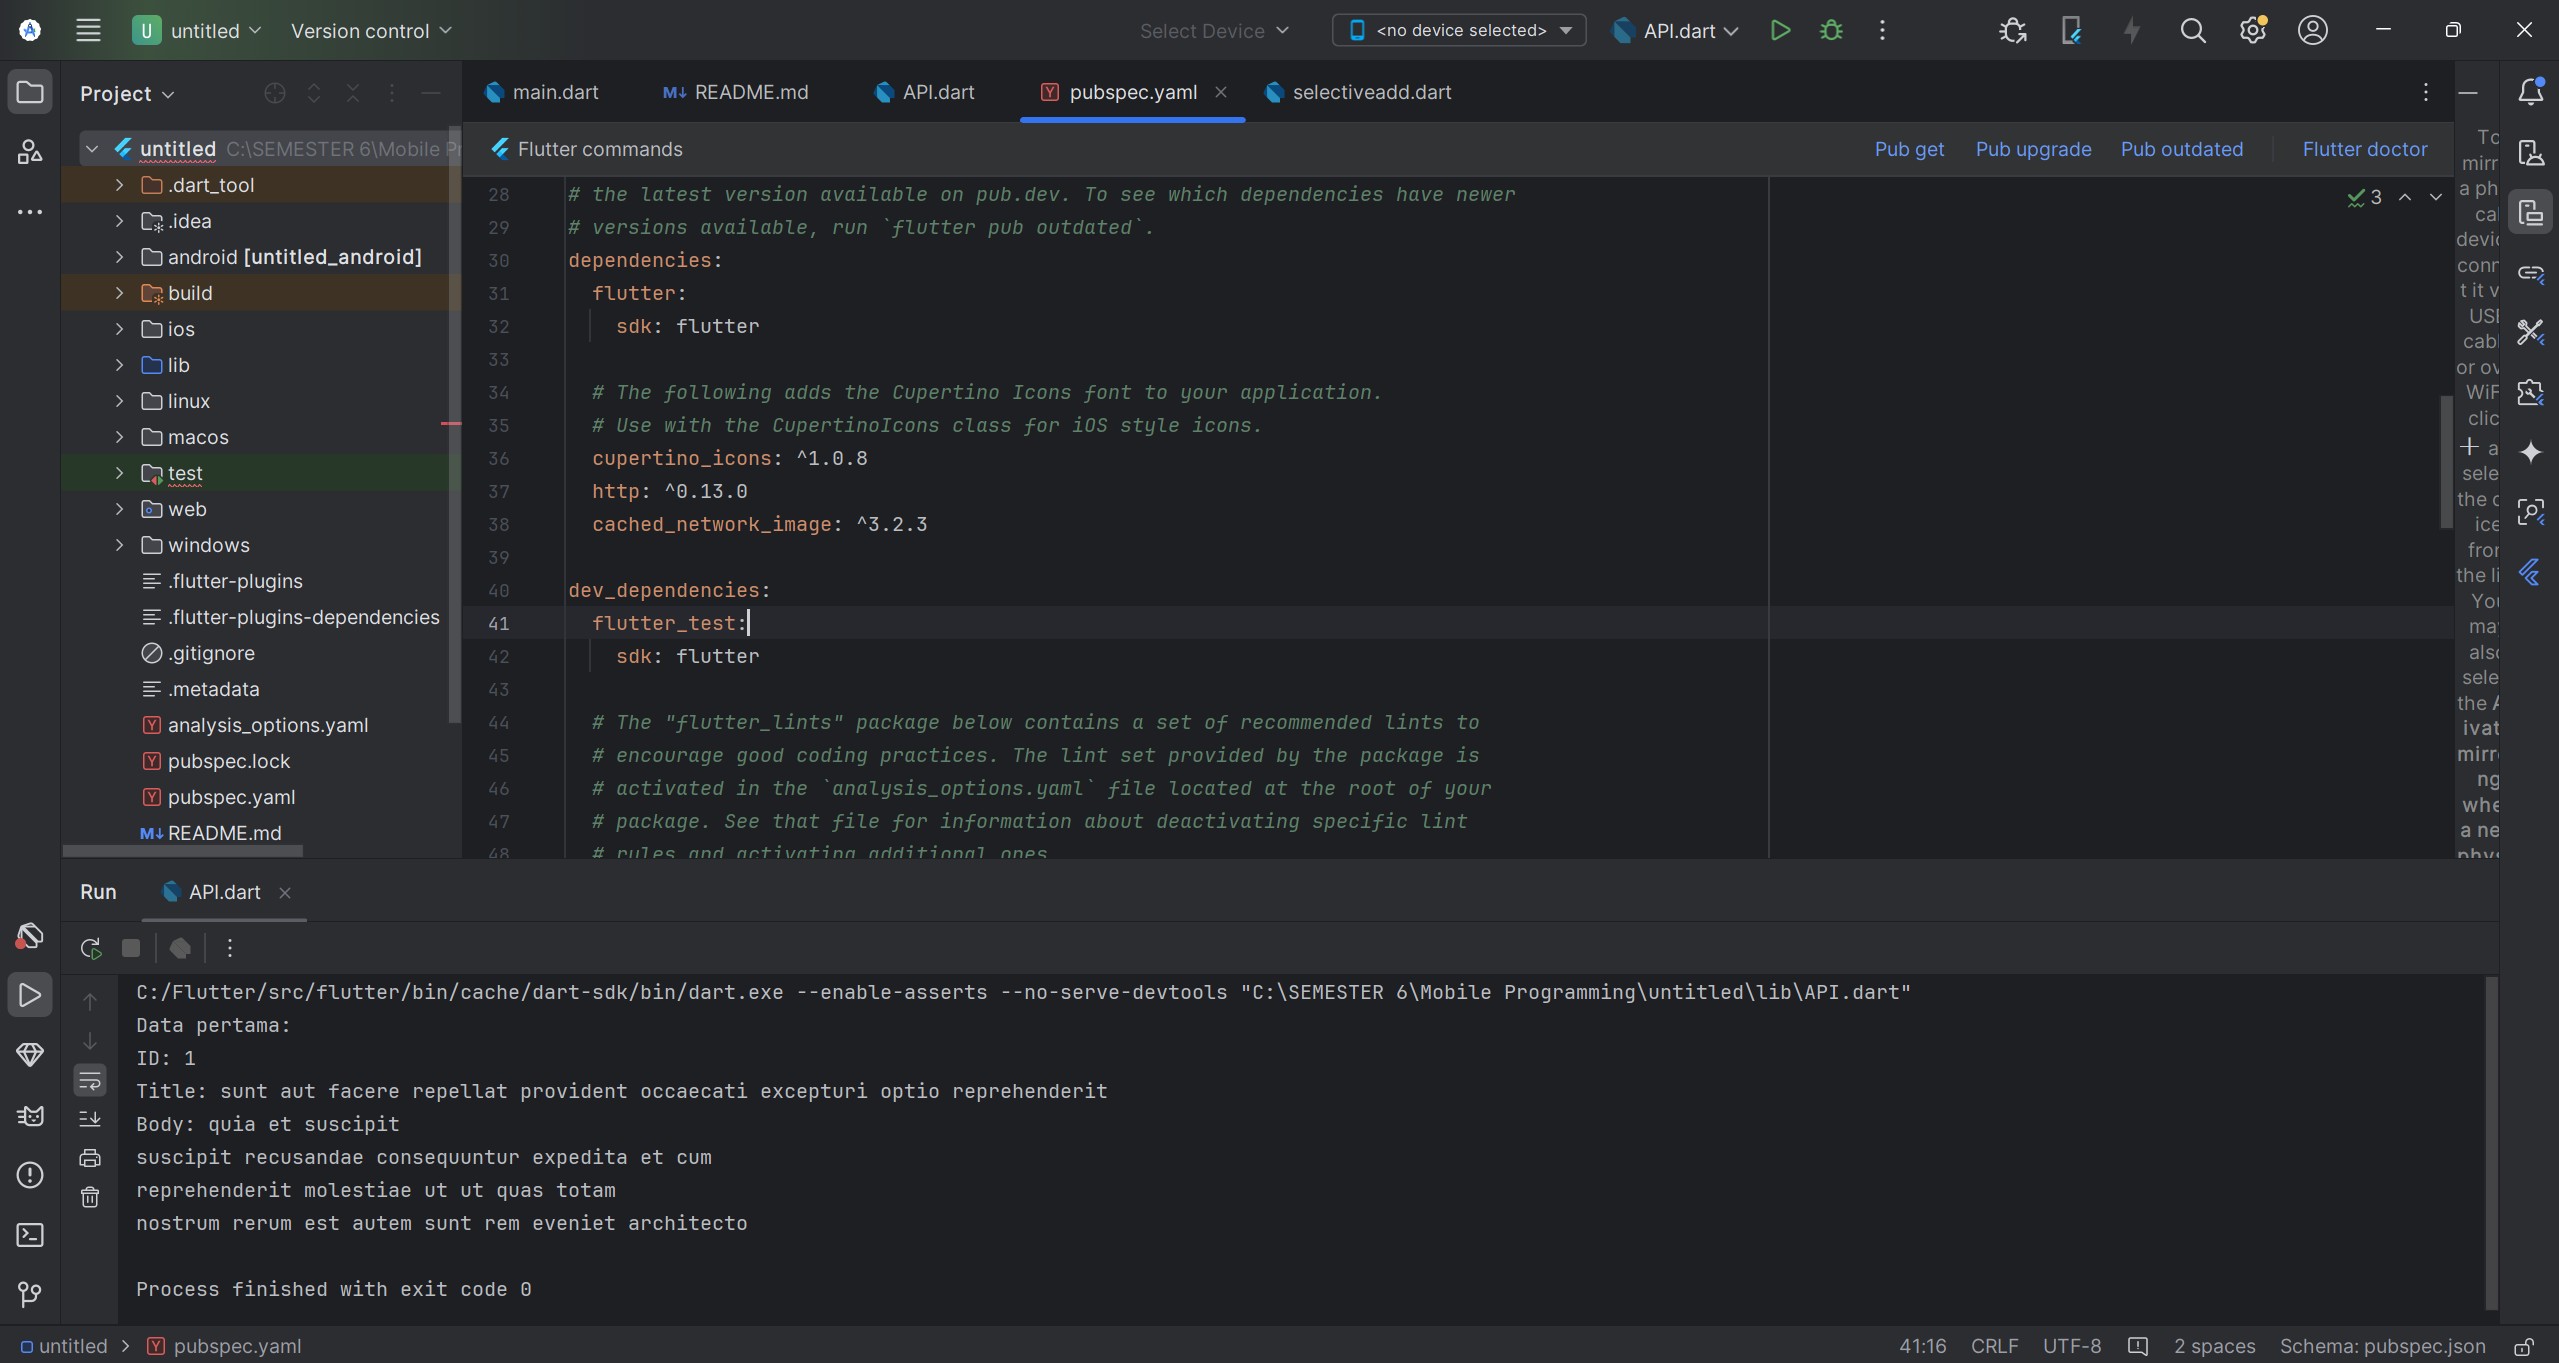 U untitled Version control Select Device <no device selected> API.dart
Project
main.dart README.md API.dart pubspec.yaml selectiveadd.dart
untitled C:\SEMESTER 6\Mobile
.dart_tool
.idea
android [untitled_android]
build
ios
lib
linux
macos
test
web
windows
.flutter-plugins
.flutter-plugins-dependencies
.gitignore
.metadata
analysis_options.yaml
pubspec.lock
pubspec.yaml
README.md
Flutter commands Pub get Pub upgrade Pub outdated Flutter doctor
3
28 # the latest version available on pub.dev. To see which dependencies have newer
29 # versions available, run `flutter pub outdated`.
30 dependencies:
31 flutter:
32 sdk: flutter
33
34 # The following adds the Cupertino Icons font to your application.
35 # Use with the CupertinoIcons class for iOS style icons.
36 cupertino_icons: ^1.0.8
37 http: ^0.13.0
38 cached_network_image: ^3.2.3
39
40 dev_dependencies:
41 flutter_test:
42 sdk: flutter
43
44 # The "flutter_lints" package below contains a set of recommended lints to
45 # encourage good coding practices. The lint set provided by the package is
46 # activated in the `analysis_options.yaml` file located at the root of your
47 # package. See that file for information about deactivating specific lint
48 # rules and activating additional ones
Run API.dart
C:/Flutter/src/flutter/bin/cache/dart-sdk/bin/dart.exe --enable-asserts --no-serve-devtools "C:\SEMESTER 6\Mobile Programming\untitled\lib\API.dart"
Data pertama:
ID: 1
Title: sunt aut facere repellat provident occaecati excepturi optio reprehenderit
Body: quia et suscipit
suscipit recusandae consequuntur expedita et cum
reprehenderit molestiae ut ut quas totam
nostrum rerum est autem sunt rem eveniet architecto
Process finished with exit code 0
untitled > pubspec.yaml 41:16 CRLF UTF-8 2 spaces Schema: pubspec.json